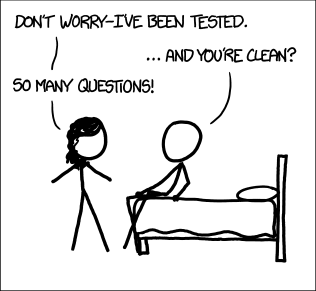 DON'T WORRY–I'VE BEEN TESTED.
... AND YOU'RE CLEAN?
SO MANY QUESTIONS!